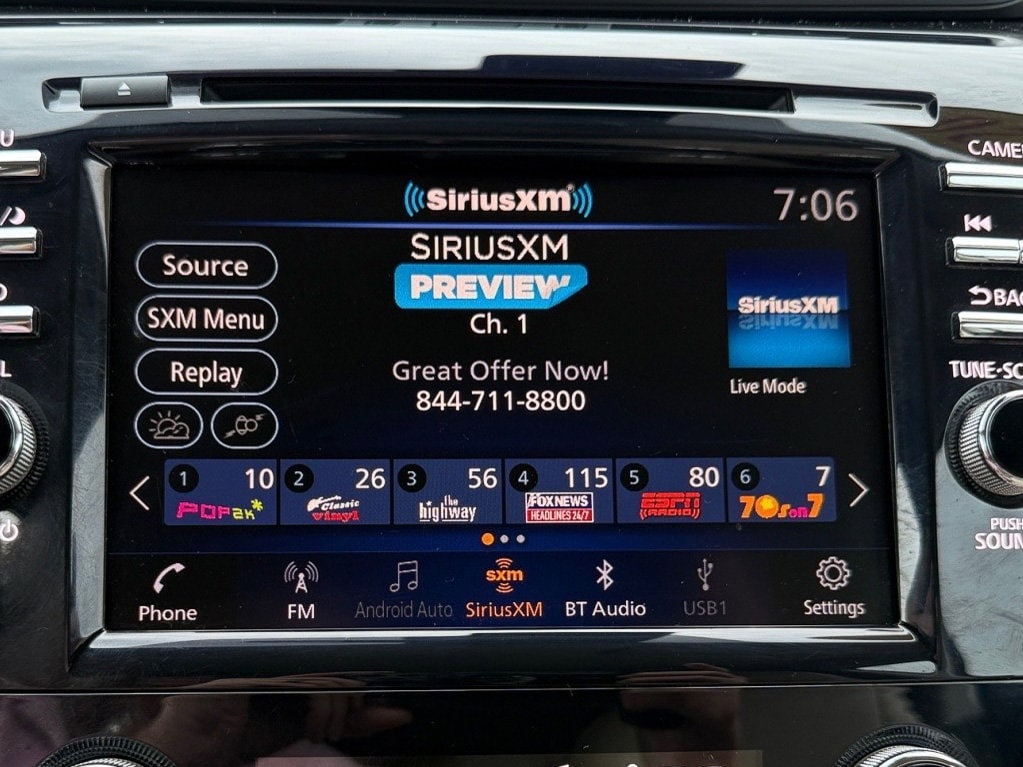 SiriusXM
7:06
CAME
Source
SIRIUSXM
PREVIEW
Ch. 1
SiriusXM
SXM Menu
BAC
Replay
Great Offer Now!
844-711-8800
Live Mode
TUNE-SC
1 10
POP2K*
2 26
Classic Vinyl
3 56
the highway
4 115
FOX NEWS
HEADLINES 24/7
5 80
ESPN
RADIO
6 7
70s on 7
PUSH
SOUN
Phone
FM
Android Auto
sxm
SiriusXM
BT Audio
USB1
Settings